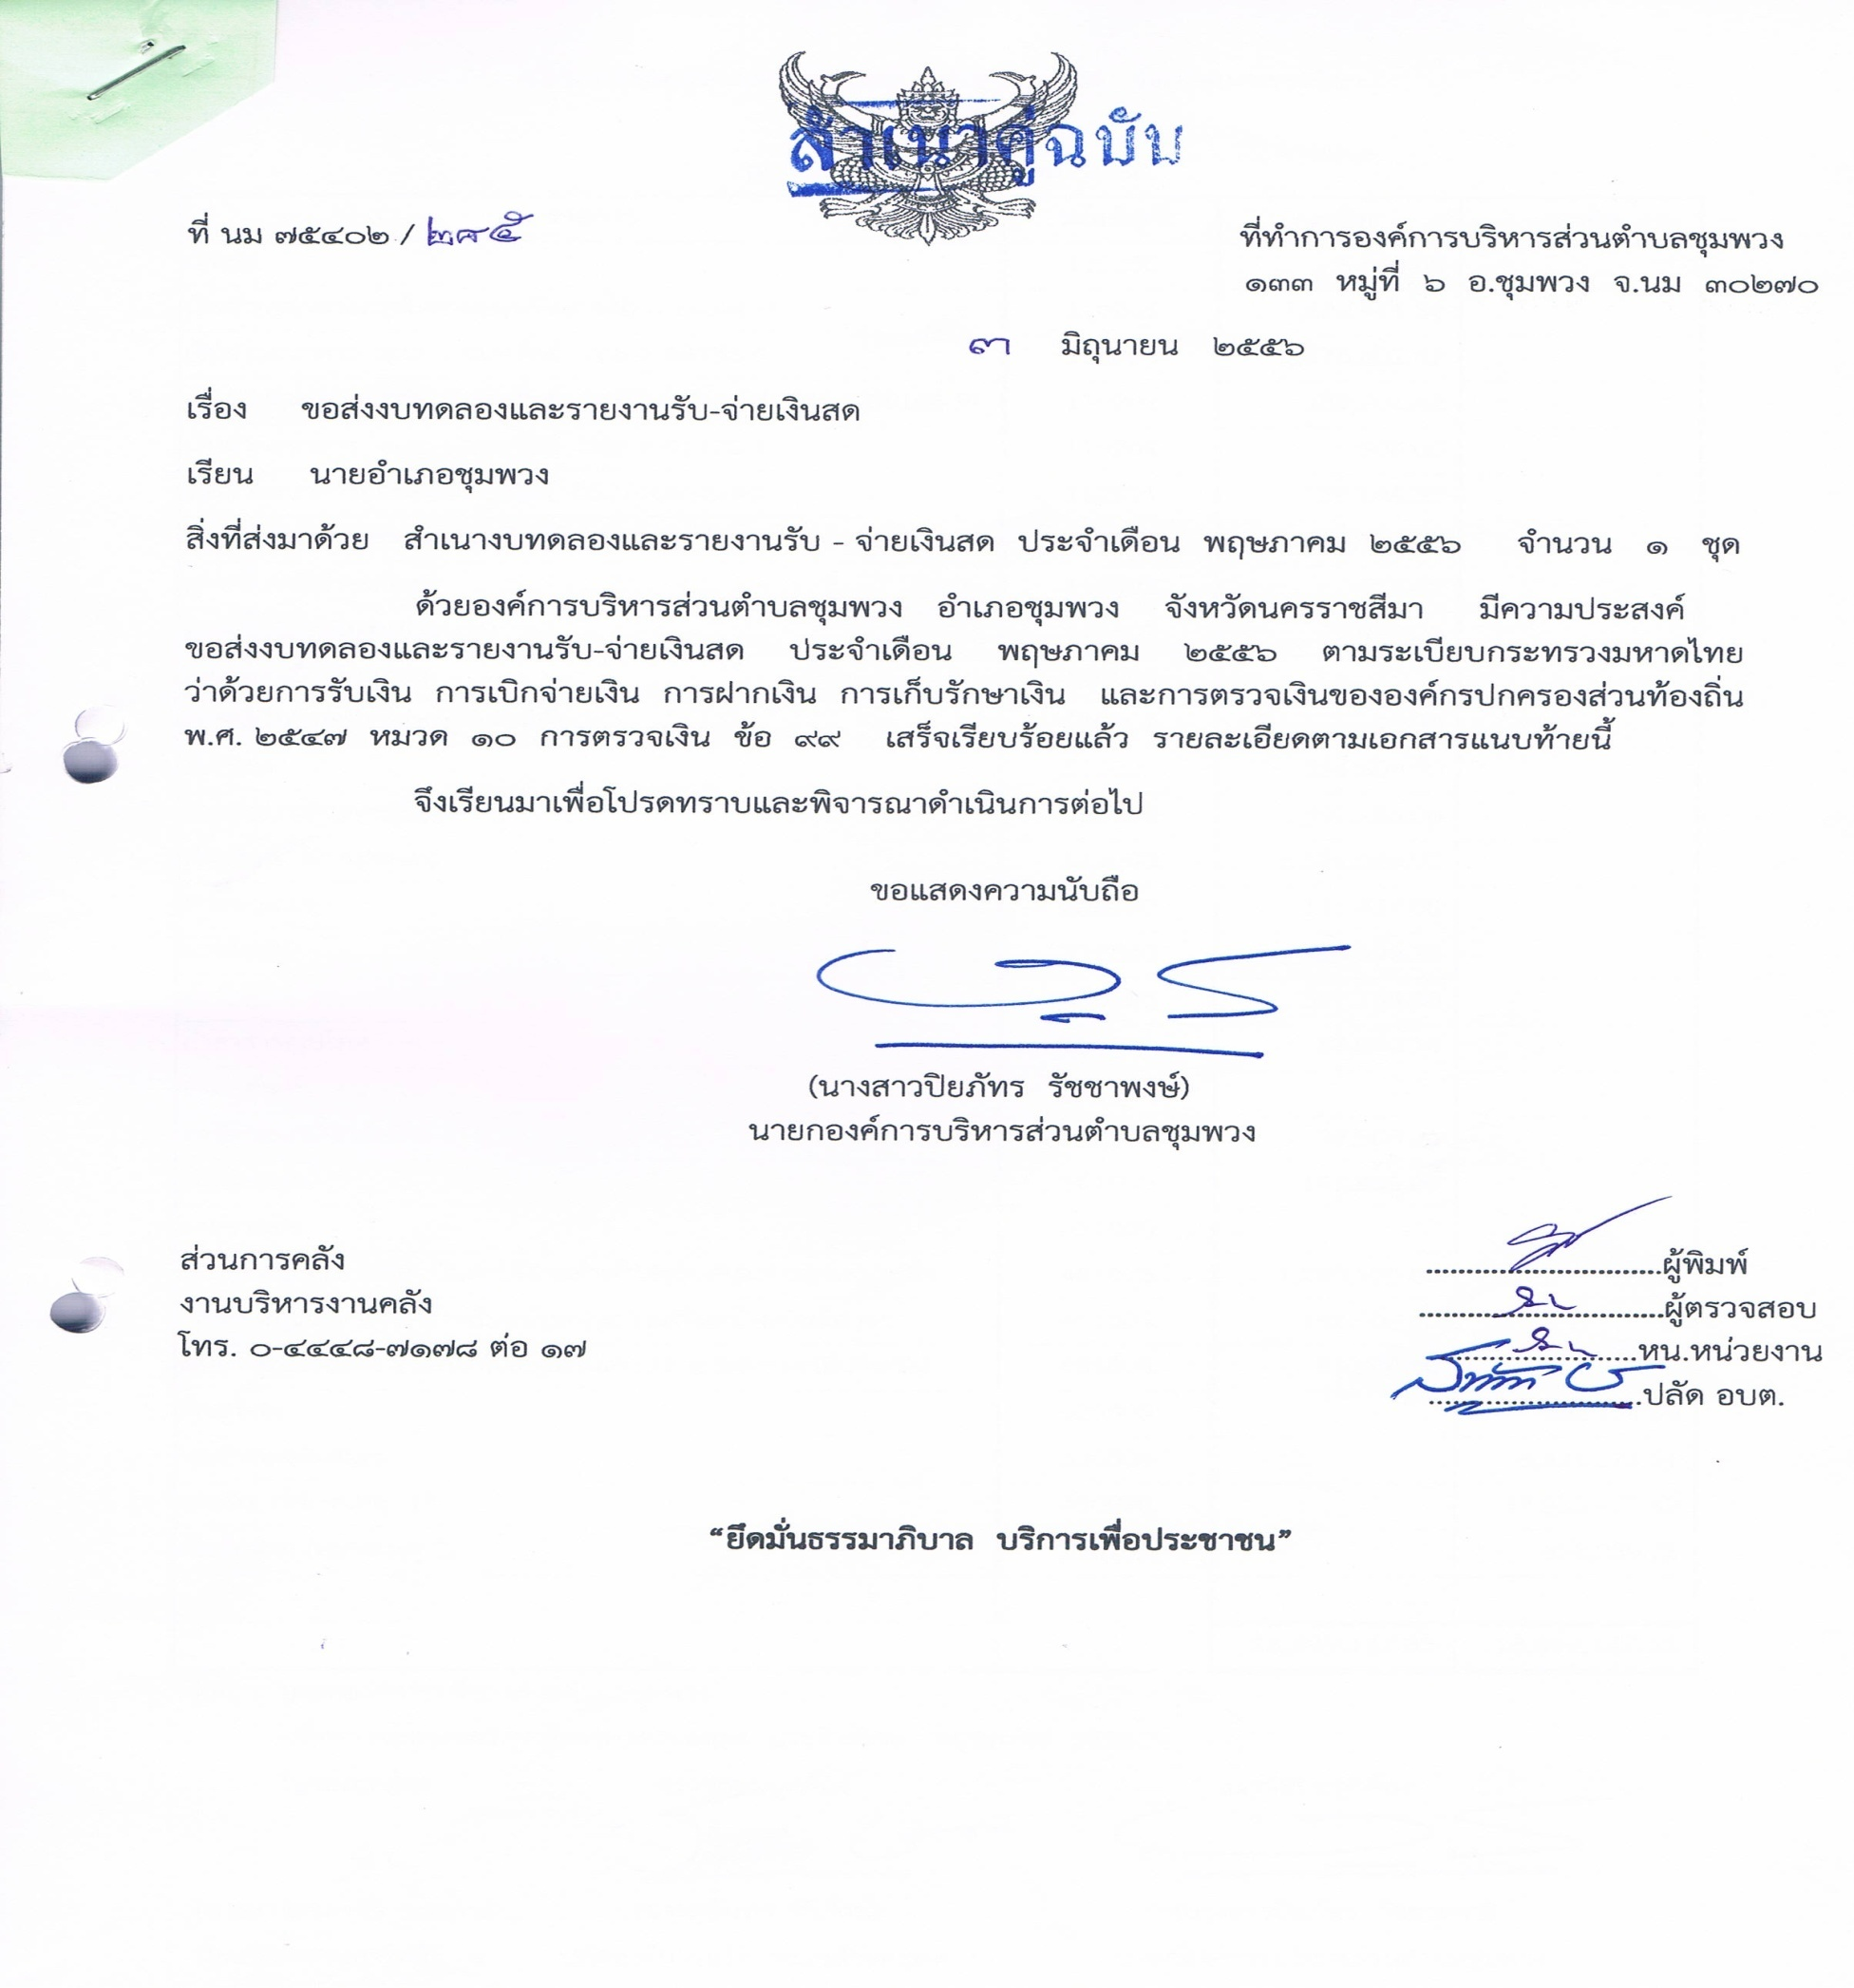 สำเนาคู่ฉบับ
ที่ นม ๗๕๔๐๒ / ๒๘๕
ที่ทำการองค์การบริหารส่วนตำบลชุมพวง
๑๓๓ หมู่ที่ ๖ อ.ชุมพวง จ.นม ๓๐๒๗๐
๓ มิถุนายน ๒๕๕๖
เรื่อง ขอส่งงบทดลองและรายงานรับ-จ่ายเงินสด
เรียน นายอำเภอชุมพวง
สิ่งที่ส่งมาด้วย สำเนางบทดลองและรายงานรับ - จ่ายเงินสด ประจำเดือน พฤษภาคม ๒๕๕๖ จำนวน ๑ ชุด
ด้วยองค์การบริหารส่วนตำบลชุมพวง อำเภอชุมพวง จังหวัดนครราชสีมา มีความประสงค์
ขอส่งงบทดลองและรายงานรับ-จ่ายเงินสด ประจำเดือน พฤษภาคม ๒๕๕๖ ตามระเบียบกระทรวงมหาดไทย
ว่าด้วยการรับเงิน การเบิกจ่ายเงิน การฝากเงิน การเก็บรักษาเงิน และการตรวจเงินขององค์กรปกครองส่วนท้องถิ่น
พ.ศ. ๒๕๔๗ หมวด ๑๐ การตรวจเงิน ข้อ ๙๙ เสร็จเรียบร้อยแล้ว รายละเอียดตามเอกสารแนบท้ายนี้
จึงเรียนมาเพื่อโปรดทราบและพิจารณาดำเนินการต่อไป
ขอแสดงความนับถือ
(นางสาวปิยภัทร รัชชาพงษ์)
นายกองค์การบริหารส่วนตำบลชุมพวง
ส่วนการคลัง
งานบริหารงานคลัง
โทร. ๐-๔๔๔๘-๗๑๗๘ ต่อ ๑๗
..............................ผู้พิมพ์
..............................ผู้ตรวจสอบ
..............................หน.หน่วยงาน
..............................ปลัด อบต.
“ยึดมั่นธรรมาภิบาล บริการเพื่อประชาชน”